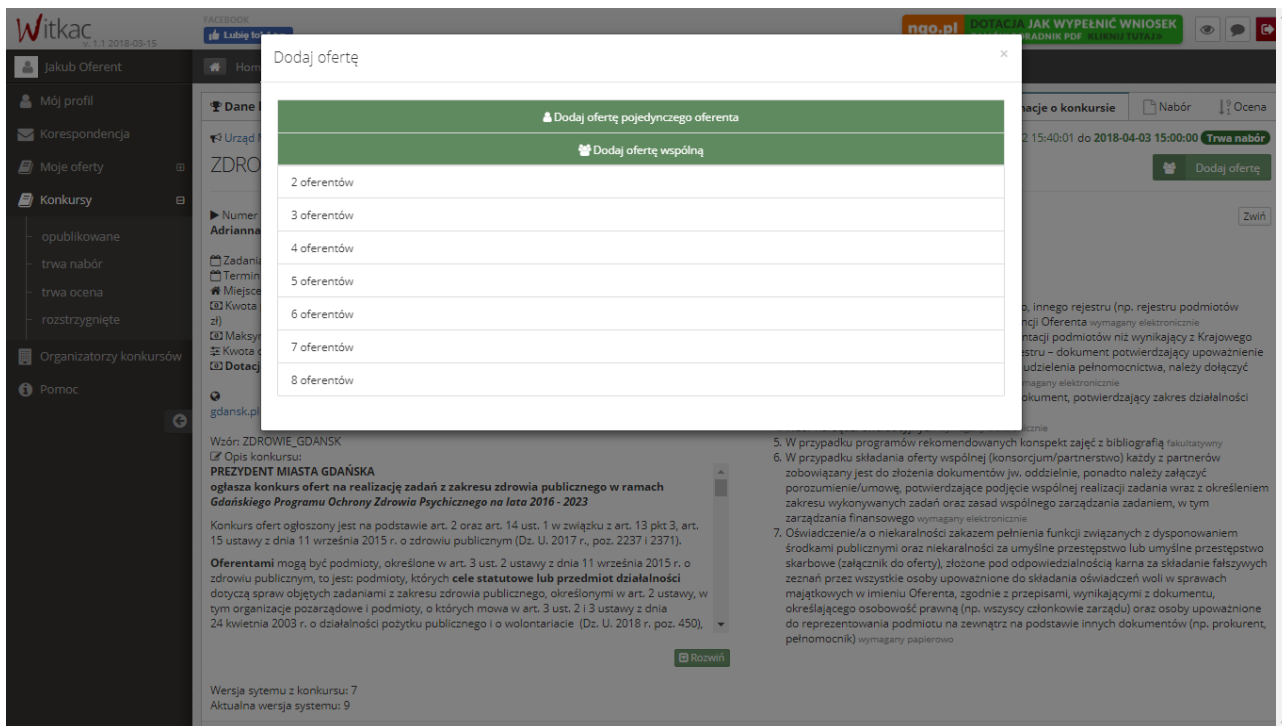 Witkac
v. 1.1 2018-03-15
FACEBOOK
Lubię to!
ngo.pl
DOTACJA JAK WYPEŁNIĆ WNIOSEK
PORADNIK PDF KLIKNIJ TUTAJ»
Jakub Oferent
Mój profil
Korespondencja
Moje oferty
Konkursy
opublikowane
trwa nabór
trwa ocena
rozstrzygnięte
Organizatorzy konkursów
Pomoc
Hom
Dodaj ofertę
×
Dodaj ofertę pojedynczego oferenta
Dodaj ofertę wspólną
2 oferentów
3 oferentów
4 oferentów
5 oferentów
6 oferentów
7 oferentów
8 oferentów
Dane
macje o konkursie
Nabór
Ocena
Urząd
2 15:40:01 do 2018-04-03 15:00:00 Trwa nabór
ZDRO
Dodaj ofertę
Numer
Adrianna
Zwiń
Zadani
Termin
Miejsce
Kwota
zł)
Maksy
Kwota
Dotacj
gdansk.pl
Wzór: ZDROWIE_GDANSK
Opis konkursu:
PREZYDENT MIASTA GDAŃSKA
ogłasza konkurs ofert na realizację zadań z zakresu zdrowia publicznego w ramach
Gdańskiego Programu Ochrony Zdrowia Psychicznego na lata 2016 - 2023
Konkurs ofert ogłoszony jest na podstawie art. 2 oraz art. 14 ust. 1 w związku z art. 13 pkt 3, art.
15 ustawy z dnia 11 września 2015 r. o zdrowiu publicznym (Dz. U. 2017 r., poz. 2237 i 2371).
Oferentami mogą być podmioty, określone w art. 3 ust. 2 ustawy z dnia 11 września 2015 r. o
zdrowiu publicznym, to jest: podmioty, których cele statutowe lub przedmiot działalności
dotyczą spraw objętych zadaniami z zakresu zdrowia publicznego, określonymi w art. 2 ustawy, w
tym organizacje pozarządowe i podmioty, o których mowa w art. 3 ust. 2 i 3 ustawy z dnia
24 kwietnia 2003 r. o działalności pożytku publicznego i o wolontariacie (Dz. U. 2018 r. poz. 450),
Rozwiń
Wersja sytemu z konkursu: 7
Aktualna wersja systemu: 9
o, innego rejestru (np. rejestru podmiotów
ncji Oferenta wymagany elektronicznie
ntacji podmiotów niż wynikający z Krajowego
estru – dokument potwierdzający upoważnienie
udzielenia pełnomocnictwa, należy dołączyć
magany elektronicznie
okument, potwierdzający zakres działalności
icznie
5. W przypadku programów rekomendowanych konspekt zajęć z bibliografią fakultatywny
6. W przypadku składania oferty wspólnej (konsorcjum/partnerstwo) każdy z partnerów
zobowiązany jest do złożenia dokumentów jw. oddzielnie, ponadto należy załączyć
porozumienie/umowę, potwierdzające podjęcie wspólnej realizacji zadania wraz z określeniem
zakresu wykonywanych zadań oraz zasad wspólnego zarządzania zadaniem, w tym
zarządzania finansowego wymagany elektronicznie
7. Oświadczenie/a o niekaralności zakazem pełnienia funkcji związanych z dysponowaniem
środkami publicznymi oraz niekaralności za umyślne przestępstwo lub umyślne przestępstwo
skarbowe (załącznik do oferty), złożone pod odpowiedzialnością karna za składanie fałszywych
zeznań przez wszystkie osoby upoważnione do składania oświadczeń woli w sprawach
majątkowych w imieniu Oferenta, zgodnie z przepisami, wynikającymi z dokumentu,
określającego osobowość prawną (np. wszyscy członkowie zarządu) oraz osoby upoważnione
do reprezentowania podmiotu na zewnątrz na podstawie innych dokumentów (np. prokurent,
pełnomocnik) wymagany papierowo